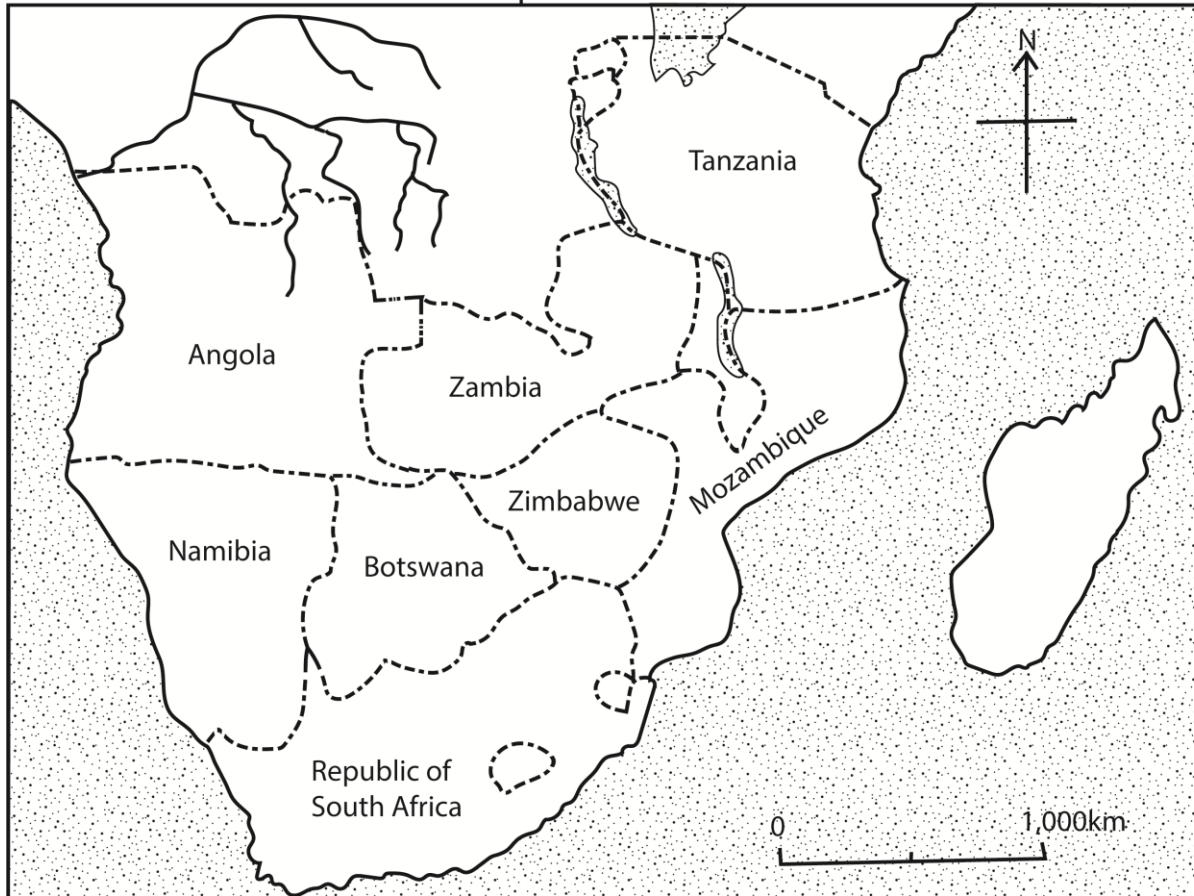 N
Tanzania
Angola
Zambia
Mozambique
Zimbabwe
Namibia
Botswana
Republic of
South Africa
0 1,000km